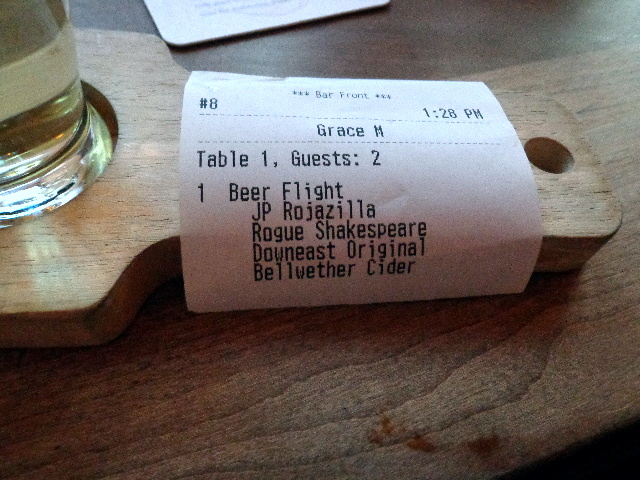 *** Bar Front ***
#8 1:28 PM
Grace M
Table 1, Guests: 2
1 Beer Flight
JP Rojazilla
Rogue Shakespeare
Downeast Original
Bellwether Cider